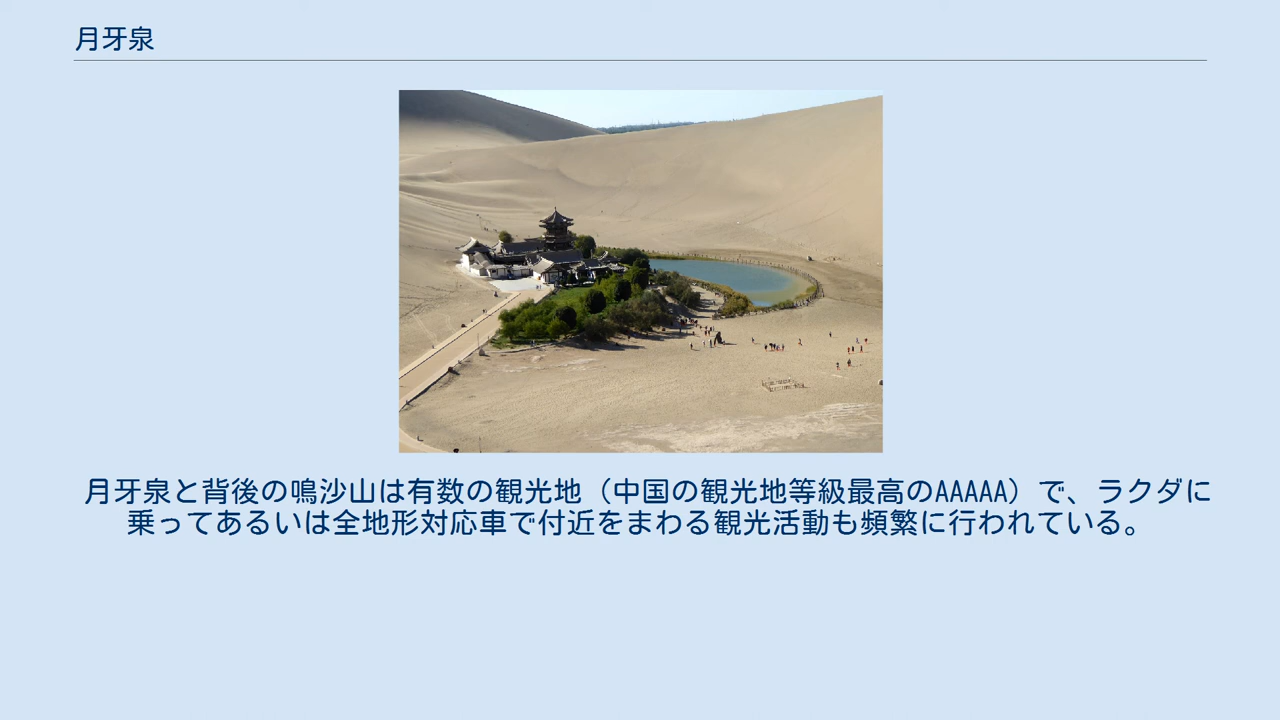 月牙泉
月牙泉と背後の鳴沙山は有数の観光地（中国の観光地等級最高のAAAAA）で、ラクダに
乗ってあるいは全地形対応車で付近をまわる観光活動も頻繁に行われている。